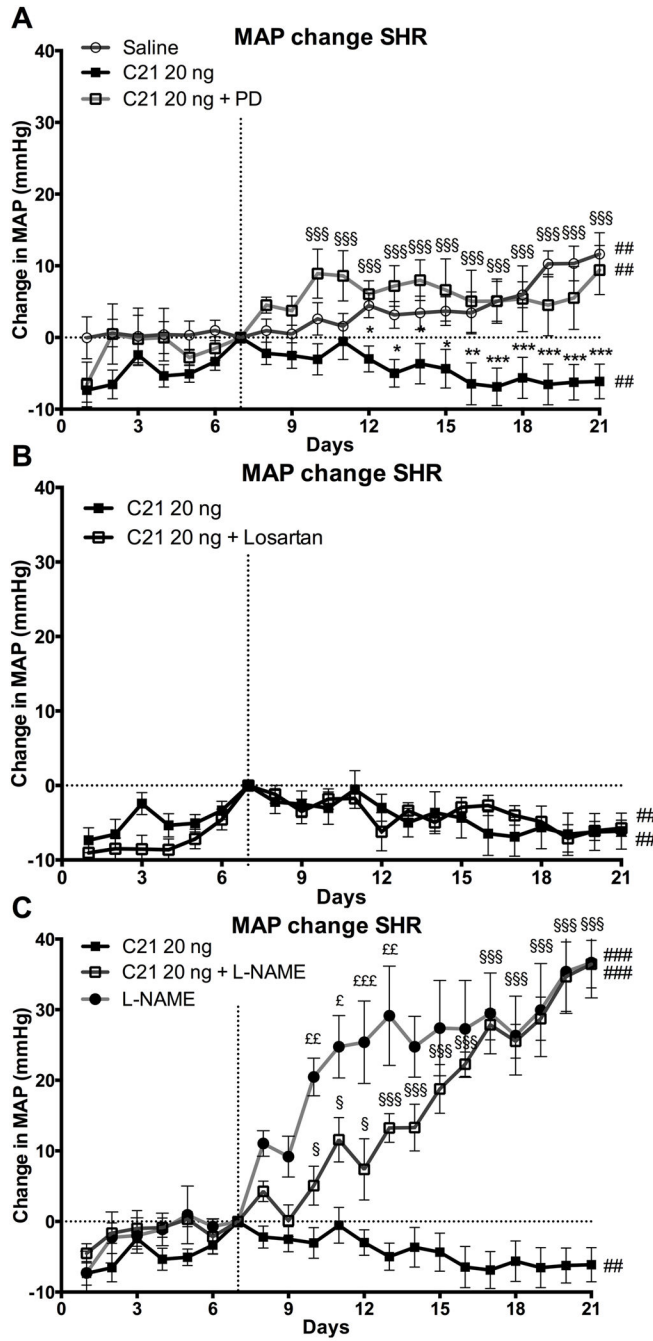 A
MAP change SHR
40
Saline
C21 20 ng
C21 20 ng + PD
30
20
10
0
-10
Change in MAP (mmHg)
§§§ §§§ §§§ §§§ §§§ §§§ §§§ §§§ §§§ §§§ §§§ §§§
* * * * ** *** *** *** *** ***
##
##
##
0 3 6 9 12 15 18 21
Days
B
MAP change SHR
40
C21 20 ng
C21 20 ng + Losartan
30
20
10
0
-10
Change in MAP (mmHg)
##
##
0 3 6 9 12 15 18 21
Days
C
MAP change SHR
40
C21 20 ng
C21 20 ng + L-NAME
L-NAME
30
20
10
0
-10
Change in MAP (mmHg)
££ £ £££ ££
§ § § §§§ §§§ §§§ §§§ §§§ §§§ §§§ §§§ §§§
###
###
##
0 3 6 9 12 15 18 21
Days